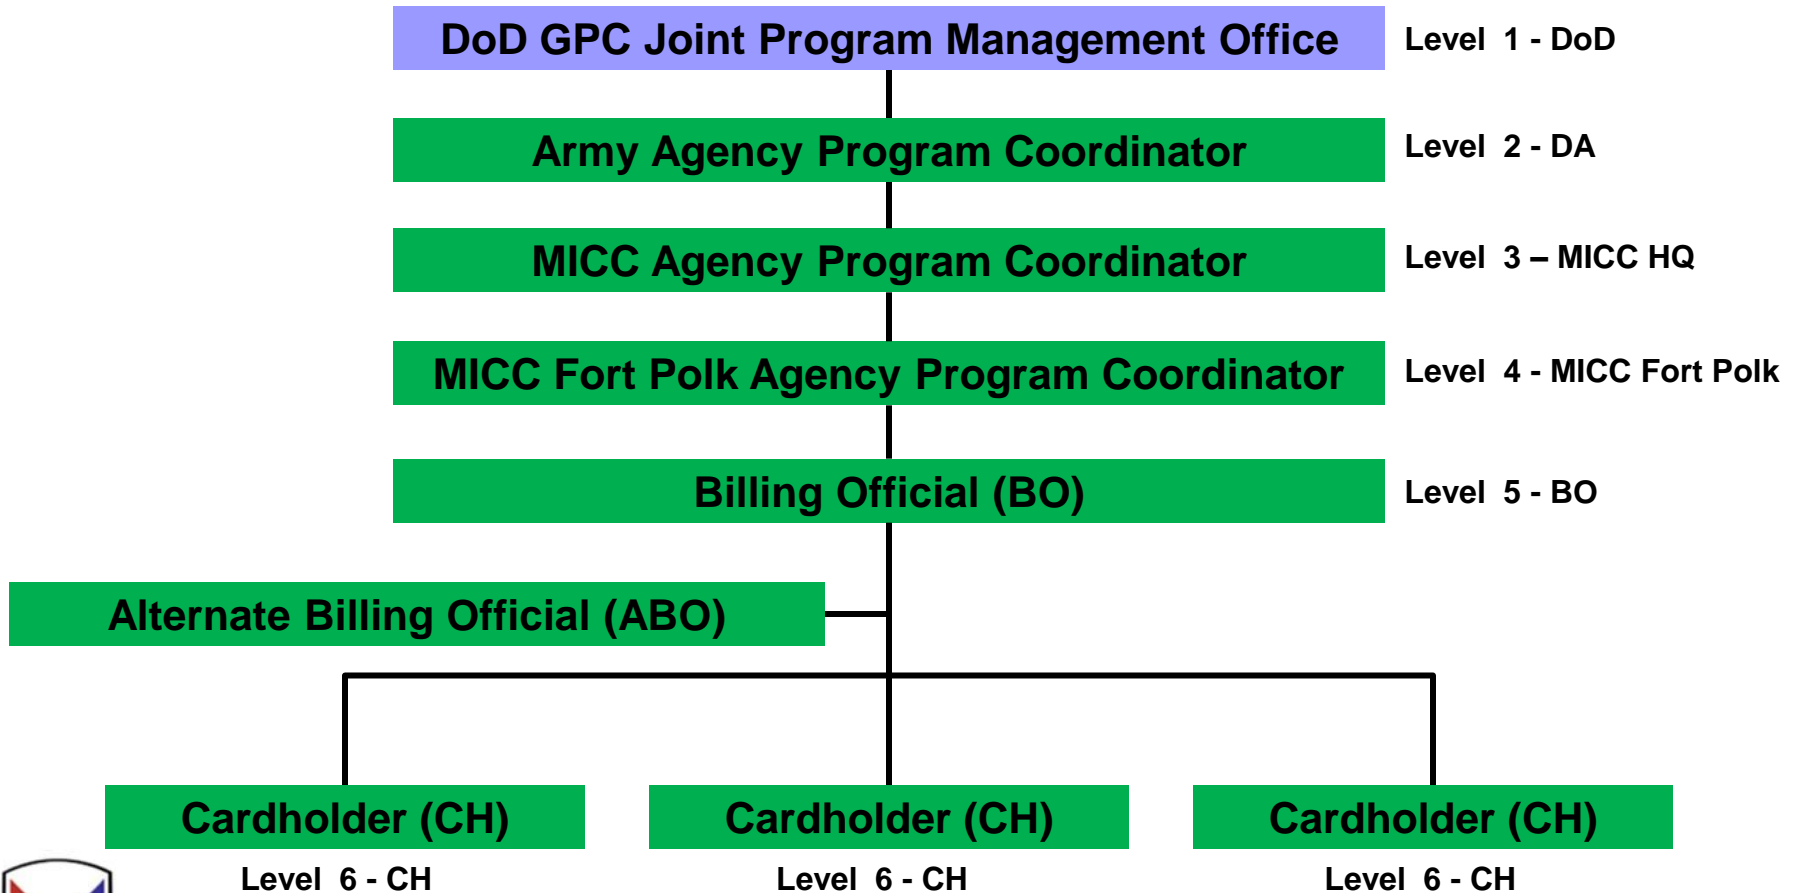 DoD GPC Joint Program Management Office
Level 1 - DoD
Army Agency Program Coordinator
Level 2 - DA
MICC Agency Program Coordinator
Level 3 – MICC HQ
MICC Fort Polk Agency Program Coordinator
Level 4 - MICC Fort Polk
Billing Official (BO)
Level 5 - BO
Alternate Billing Official (ABO)
Cardholder (CH)
Cardholder (CH)
Cardholder (CH)
Level 6 - CH
Level 6 - CH
Level 6 - CH